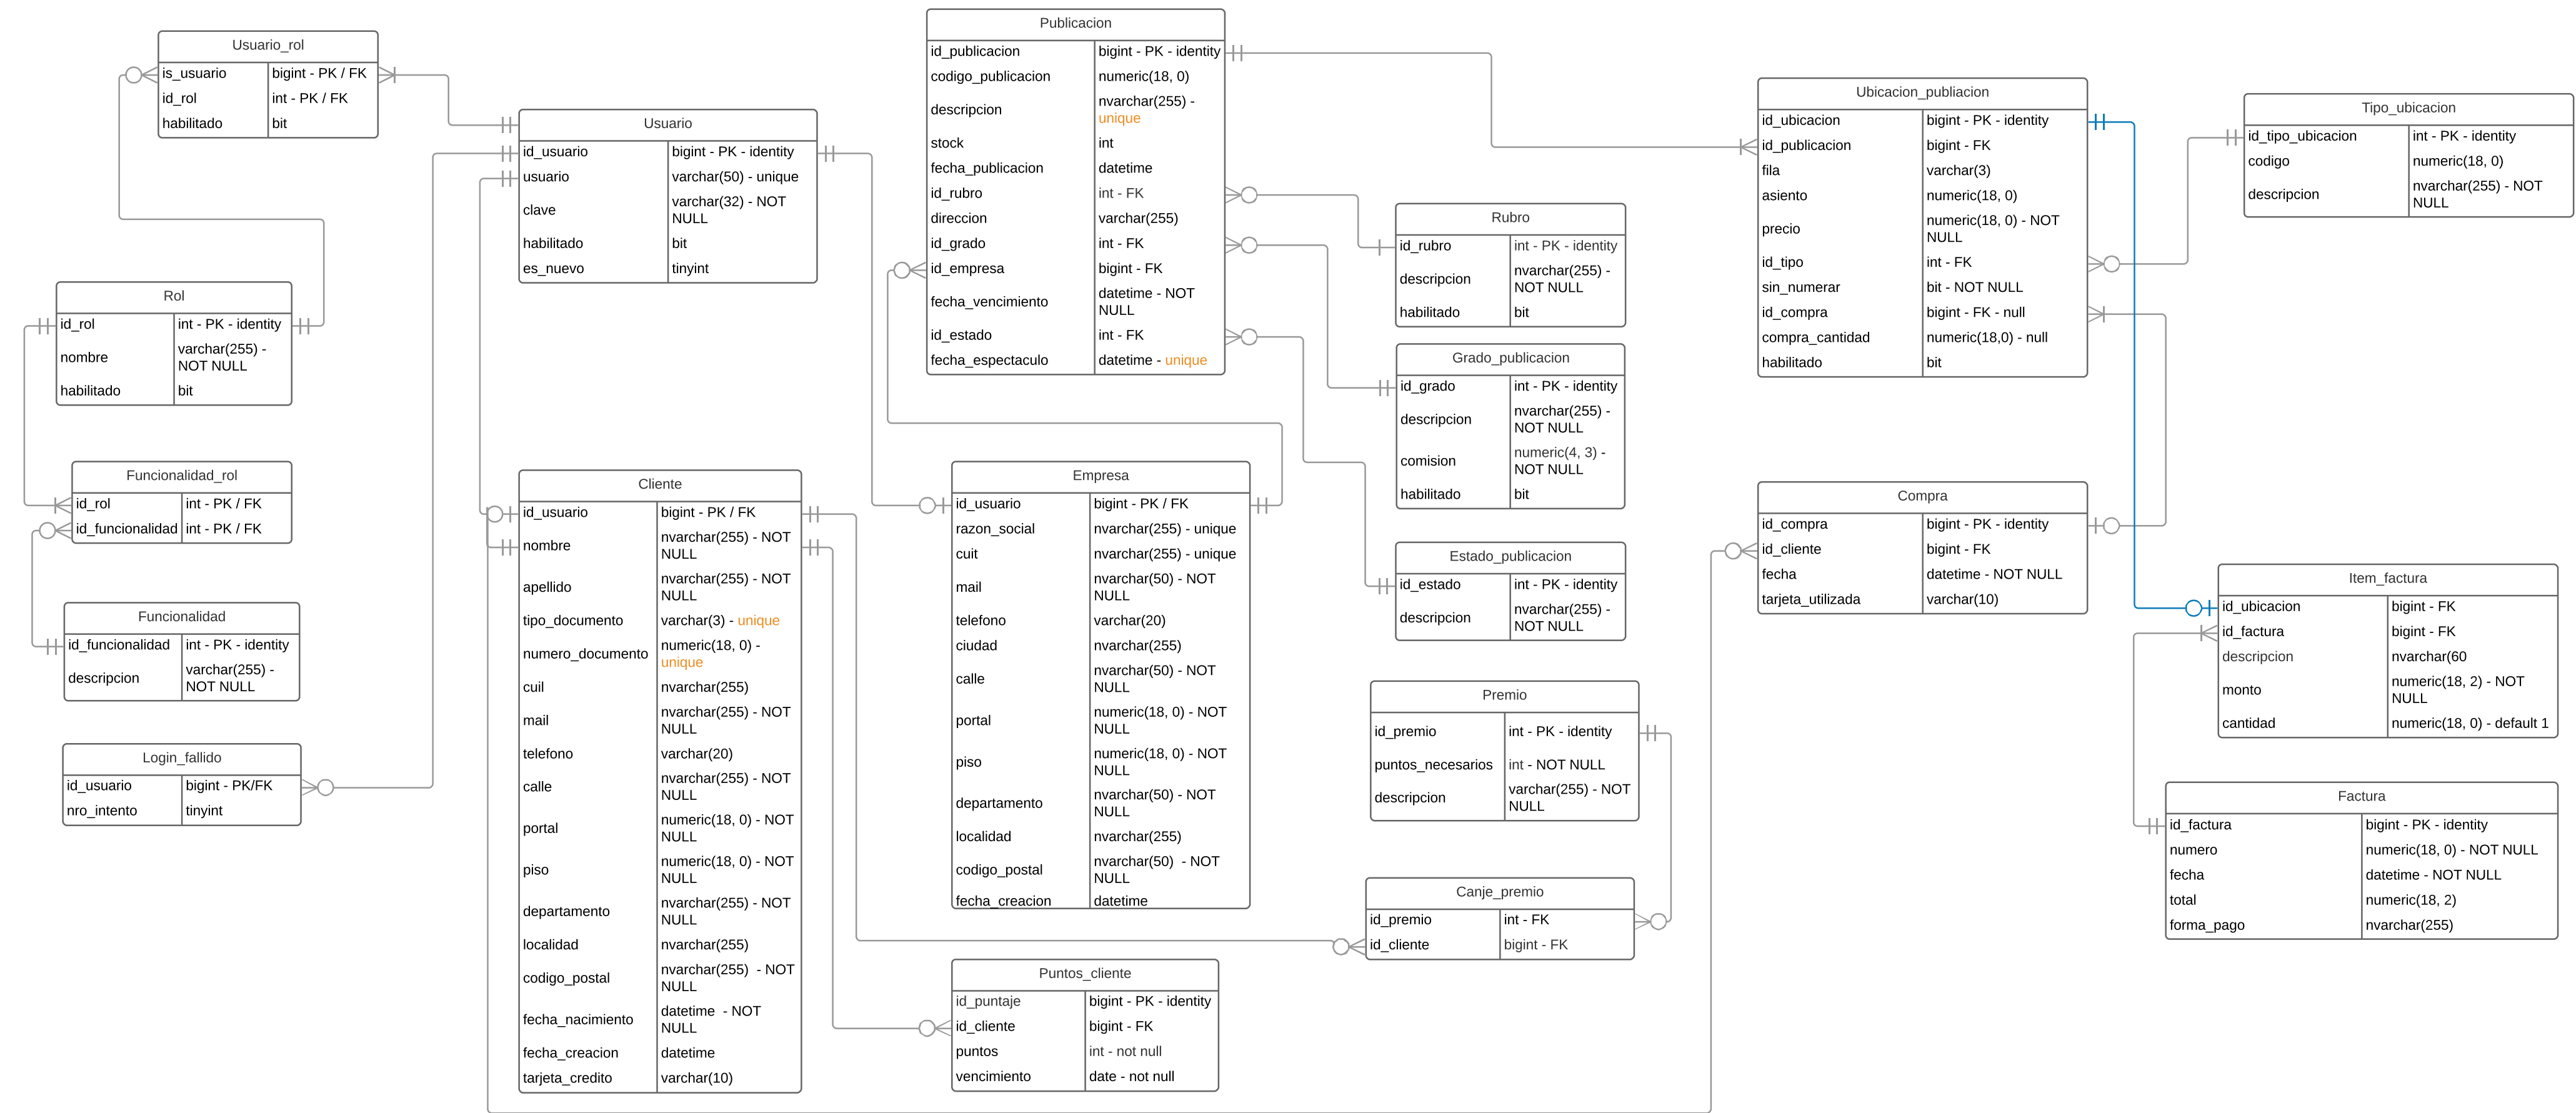 Usuario_rol
is_usuario bigint - PK / FK
id_rol int - PK / FK
habilitado bit
Rol
id_rol int - PK - identity
nombre varchar(255) -
NOT NULL
habilitado bit
Funcionalidad_rol
id_rol int - PK / FK
id_funcionalidad int - PK / FK
Funcionalidad
id_funcionalidad int - PK - identity
descripcion varchar(255) -
NOT NULL
Login_fallido
id_usuario bigint - PK/FK
nro_intento tinyint
Usuario
id_usuario bigint - PK - identity
usuario varchar(50) - unique
clave varchar(32) - NOT
NULL
habilitado bit
es_nuevo tinyint
Cliente
id_usuario bigint - PK / FK
nombre nvarchar(255) - NOT
NULL
apellido nvarchar(255) - NOT
NULL
tipo_documento varchar(3) - unique
numero_documento numeric(18, 0) -
unique
cuil nvarchar(255)
mail nvarchar(255) - NOT
NULL
telefono varchar(20)
calle nvarchar(255) - NOT
NULL
portal numeric(18, 0) - NOT
NULL
piso numeric(18, 0) - NOT
NULL
departamento nvarchar(255) - NOT
NULL
localidad nvarchar(255)
codigo_postal nvarchar(255) - NOT
NULL
fecha_nacimiento datetime - NOT
NULL
fecha_creacion datetime
tarjeta_credito varchar(10)
Publicacion
id_publicacion bigint - PK - identity
codigo_publicacion numeric(18, 0)
descripcion nvarchar(255) -
unique
stock int
fecha_publicacion datetime
id_rubro int - FK
direccion varchar(255)
id_grado int - FK
id_empresa bigint - FK
fecha_vencimiento datetime - NOT
NULL
id_estado int - FK
fecha_espectaculo datetime - unique
Empresa
id_usuario bigint - PK / FK
razon_social nvarchar(255) - unique
cuit nvarchar(255) - unique
mail nvarchar(50) - NOT
NULL
telefono varchar(20)
ciudad nvarchar(255)
calle nvarchar(50) - NOT
NULL
portal numeric(18, 0) - NOT
NULL
piso numeric(18, 0) - NOT
NULL
departamento nvarchar(50) - NOT
NULL
localidad nvarchar(255)
codigo_postal nvarchar(50) - NOT
NULL
fecha_creacion datetime
Puntos_cliente
id_puntaje bigint - PK - identity
id_cliente bigint - FK
puntos int - not null
vencimiento date - not null
Rubro
id_rubro int - PK - identity
descripcion nvarchar(255) -
NOT NULL
habilitado bit
Grado_publicacion
id_grado int - PK - identity
descripcion nvarchar(255) -
NOT NULL
comision numeric(4, 3) -
NOT NULL
habilitado bit
Estado_publicacion
id_estado int - PK - identity
descripcion nvarchar(255) -
NOT NULL
Premio
id_premio int - PK - identity
puntos_necesarios int - NOT NULL
descripcion varchar(255) - NOT
NULL
Canje_premio
id_premio int - FK
id_cliente bigint - FK
Ubicacion_publiacion
id_ubicacion bigint - PK - identity
id_publicacion bigint - FK
fila varchar(3)
asiento numeric(18, 0)
precio numeric(18, 0) - NOT
NULL
id_tipo int - FK
sin_numerar bit - NOT NULL
id_compra bigint - FK - null
compra_cantidad numeric(18,0) - null
habilitado bit
Compra
id_compra bigint - PK - identity
id_cliente bigint - FK
fecha datetime - NOT NULL
tarjeta_utilizada varchar(10)
Tipo_ubicacion
id_tipo_ubicacion int - PK - identity
codigo numeric(18, 0)
descripcion nvarchar(255) - NOT
NULL
Item_factura
id_ubicacion bigint - FK
id_factura bigint - FK
descripcion nvarchar(60
monto numeric(18, 2) - NOT
NULL
cantidad numeric(18, 0) - default 1
Factura
id_factura bigint - PK - identity
numero numeric(18, 0) - NOT NULL
fecha datetime - NOT NULL
total numeric(18, 2)
forma_pago nvarchar(255)